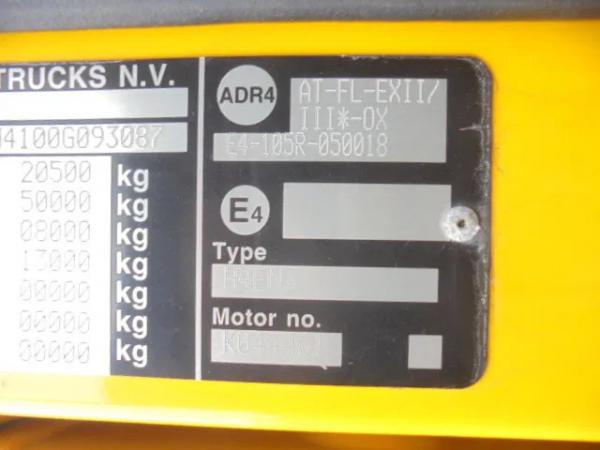 TRUCKS N.V.
4100G093087
20500 kg
50000 kg
08000 kg
13000 kg
00000 kg
00000 kg
00000 kg
ADR4
AT-FL-EXII/
III*-OX
E4-105R-050018
E4
Type
Motor no.